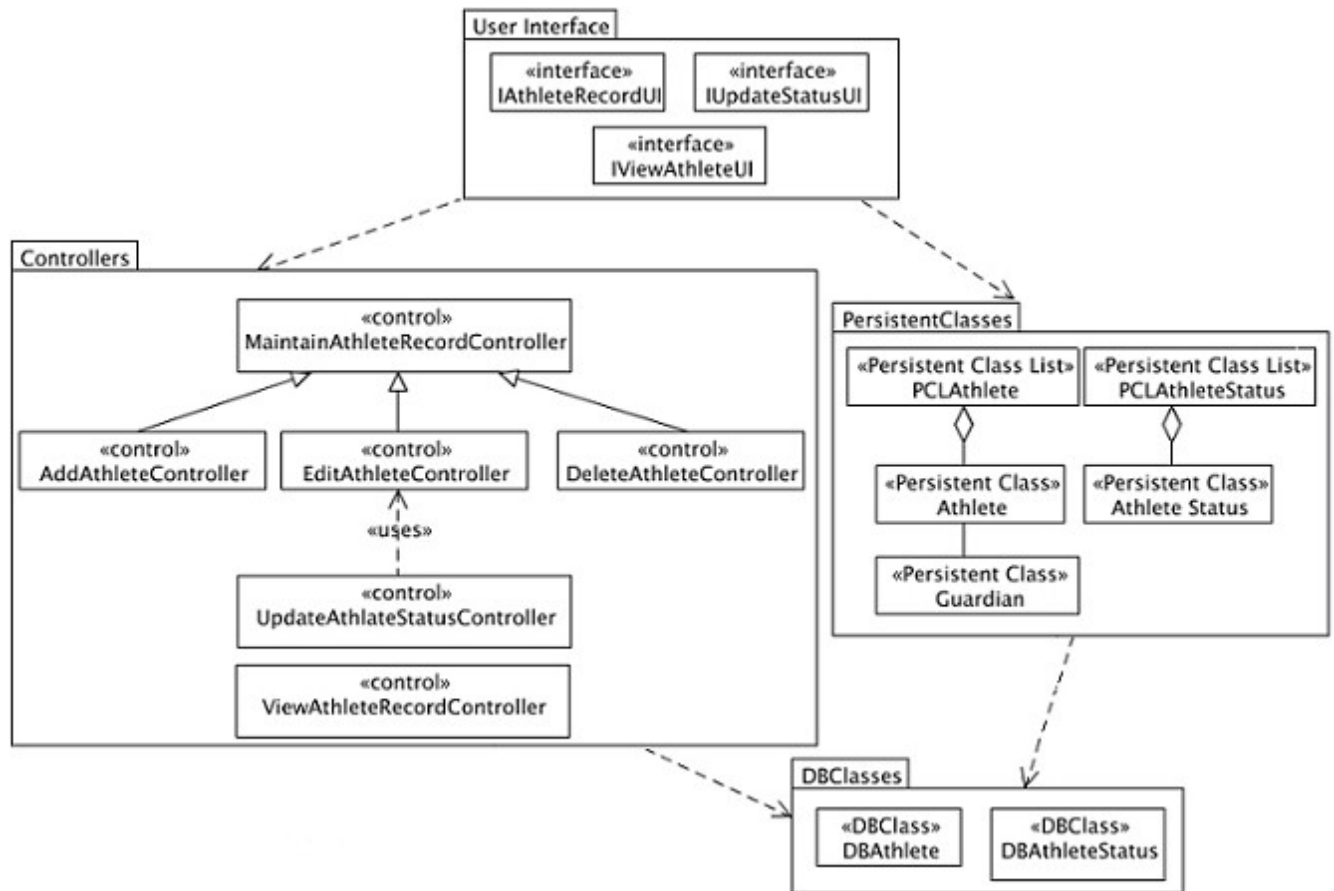 User Interface
«interface»
IAthleteRecordUI
«interface»
IUpdateStatusUI
«interface»
IViewAthleteUI
Controllers
«control»
MaintainAthleteRecordController
«control»
AddAthleteController
«control»
EditAthleteController
«control»
DeleteAthleteController
«uses»
«control»
UpdateAthlateStatusController
«control»
ViewAthleteRecordController
PersistentClasses
«Persistent Class List»
PCLAthlete
«Persistent Class List»
PCLAthleteStatus
«Persistent Class»
Athlete
«Persistent Class»
Athlete Status
«Persistent Class»
Guardian
DBClasses
«DBClass»
DBAthlete
«DBClass»
DBAthleteStatus